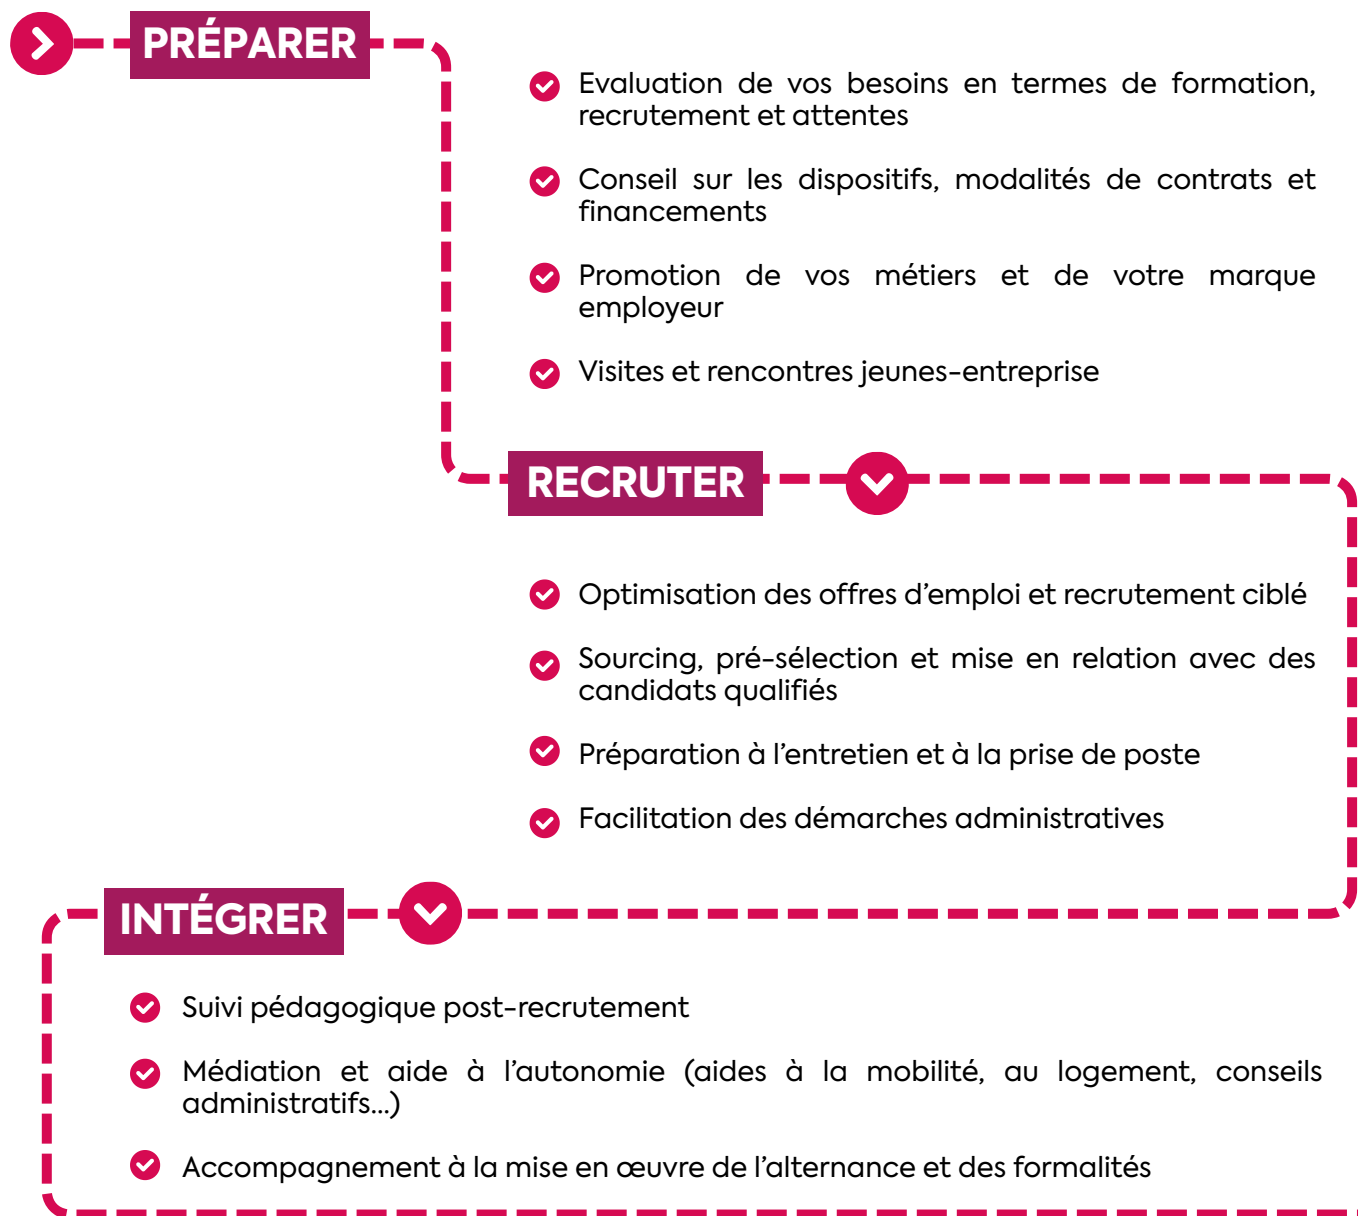 PRÉPARER
Evaluation de vos besoins en termes de formation,
recrutement et attentes
Conseil sur les dispositifs, modalités de contrats et
financements
Promotion de vos métiers et de votre marque
employeur
Visites et rencontres jeunes-entreprise
RECRUTER
Optimisation des offres d’emploi et recrutement ciblé
Sourcing, pré-sélection et mise en relation avec des
candidats qualifiés
Préparation à l’entretien et à la prise de poste
Facilitation des démarches administratives
INTÉGRER
Suivi pédagogique post-recrutement
Médiation et aide à l’autonomie (aides à la mobilité, au logement, conseils
administratifs...)
Accompagnement à la mise en œuvre de l’alternance et des formalités